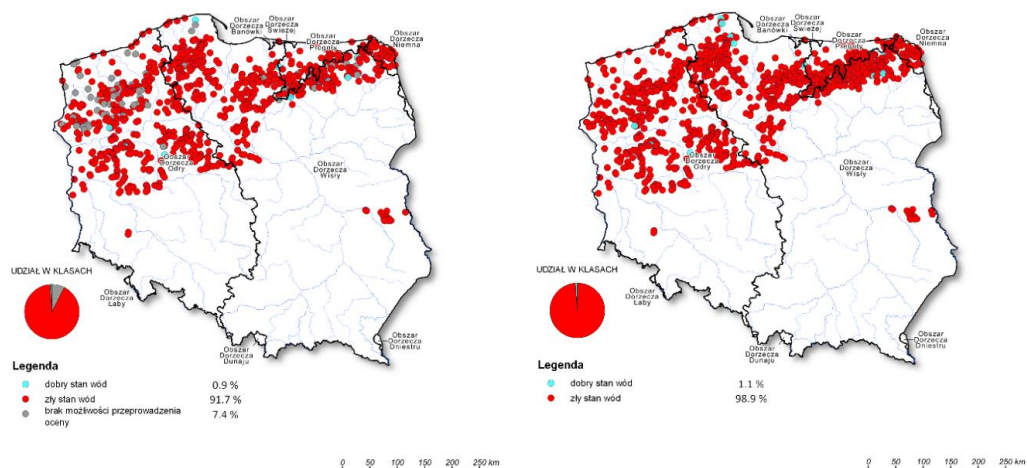 Obszar
Dorzecza
Banówki
Obszar
Dorzecza
Świeżej
Obszar
Dorzecza
Pregoły
Obszar
Dorzecza
Niemna
Obszar
Dorzecza
Odry
Obszar
Dorzecza
Wisły
UDZIAŁ W KLASACH
Obszar
Dorzecza
Łaby
Obszar
Dorzecza
Dunaju
Obszar
Dorzecza
Dniestru
Legenda
dobry stan wód 0.9 %
zły stan wód 91.7 %
brak możliwości przeprowadzenia
oceny 7.4 %
0 50 100 150 200 250 km
Obszar
Dorzecza
Banówki
Obszar
Dorzecza
Świeżej
Obszar
Dorzecza
Pregoły
Obszar
Dorzecza
Niemna
Obszar
Dorzecza
Odry
Obszar
Dorzecza
Wisły
UDZIAŁ W KLASACH
Obszar
Dorzecza
Łaby
Obszar
Dorzecza
Dunaju
Obszar
Dorzecza
Dniestru
Legenda
dobry stan wód 1.1 %
zły stan wód 98.9 %
0 50 100 150 200 250 km